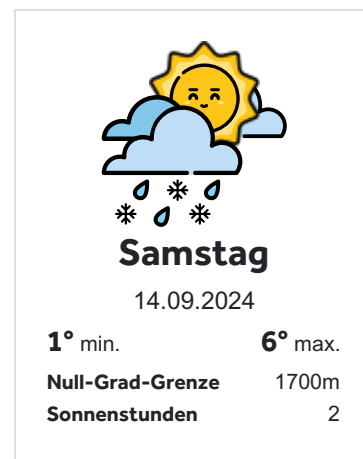 Samstag
14.09.2024
1° min. 6° max.
Null-Grad-Grenze 1700m
Sonnenstunden 2